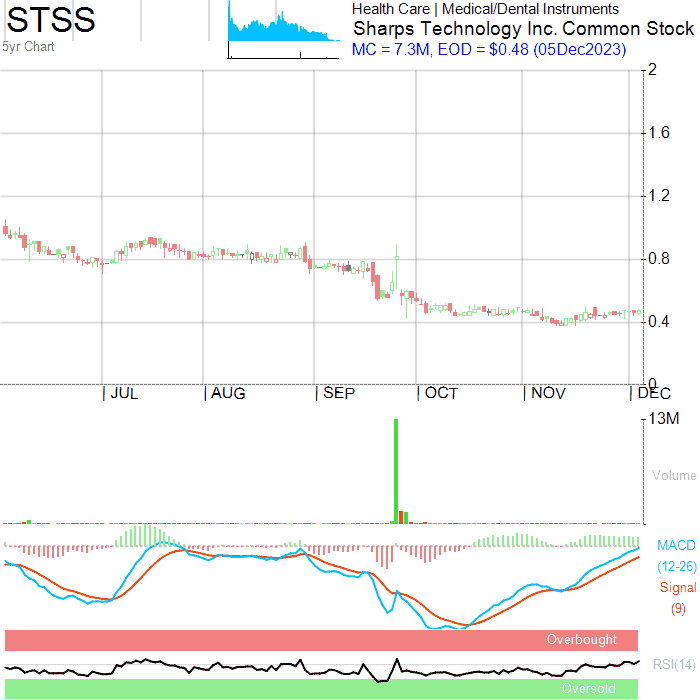 STSS
5yr Chart
Health Care | Medical/Dental Instruments
Sharps Technology Inc. Common Stock
MC = 7.3M, EOD = $0.48 (05Dec2023)
2
1.6
1.2
0.8
0.4
0
| JUL | AUG | SEP | OCT | NOV | DEC
13M
Volume
MACD
(12-26)
Signal
(9)
Overbought
RSI(14)
Oversold